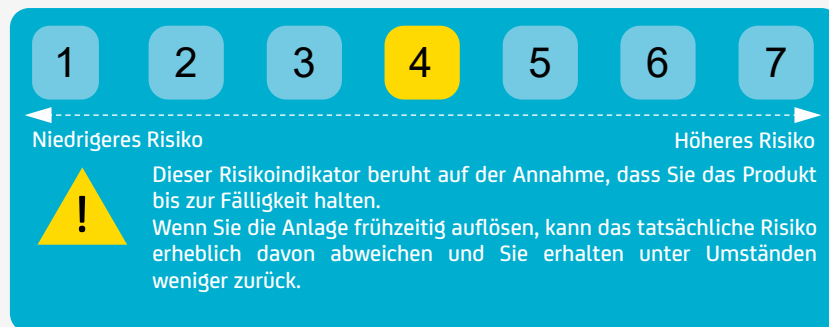 1 2 3 4 5 6 7
Niedrigeres Risiko Höheres Risiko
Dieser Risikoindikator beruht auf der Annahme, dass Sie das Produkt
bis zur Fälligkeit halten.
Wenn Sie die Anlage frühzeitig auflösen, kann das tatsächliche Risiko
erheblich davon abweichen und Sie erhalten unter Umständen
weniger zurück.
!